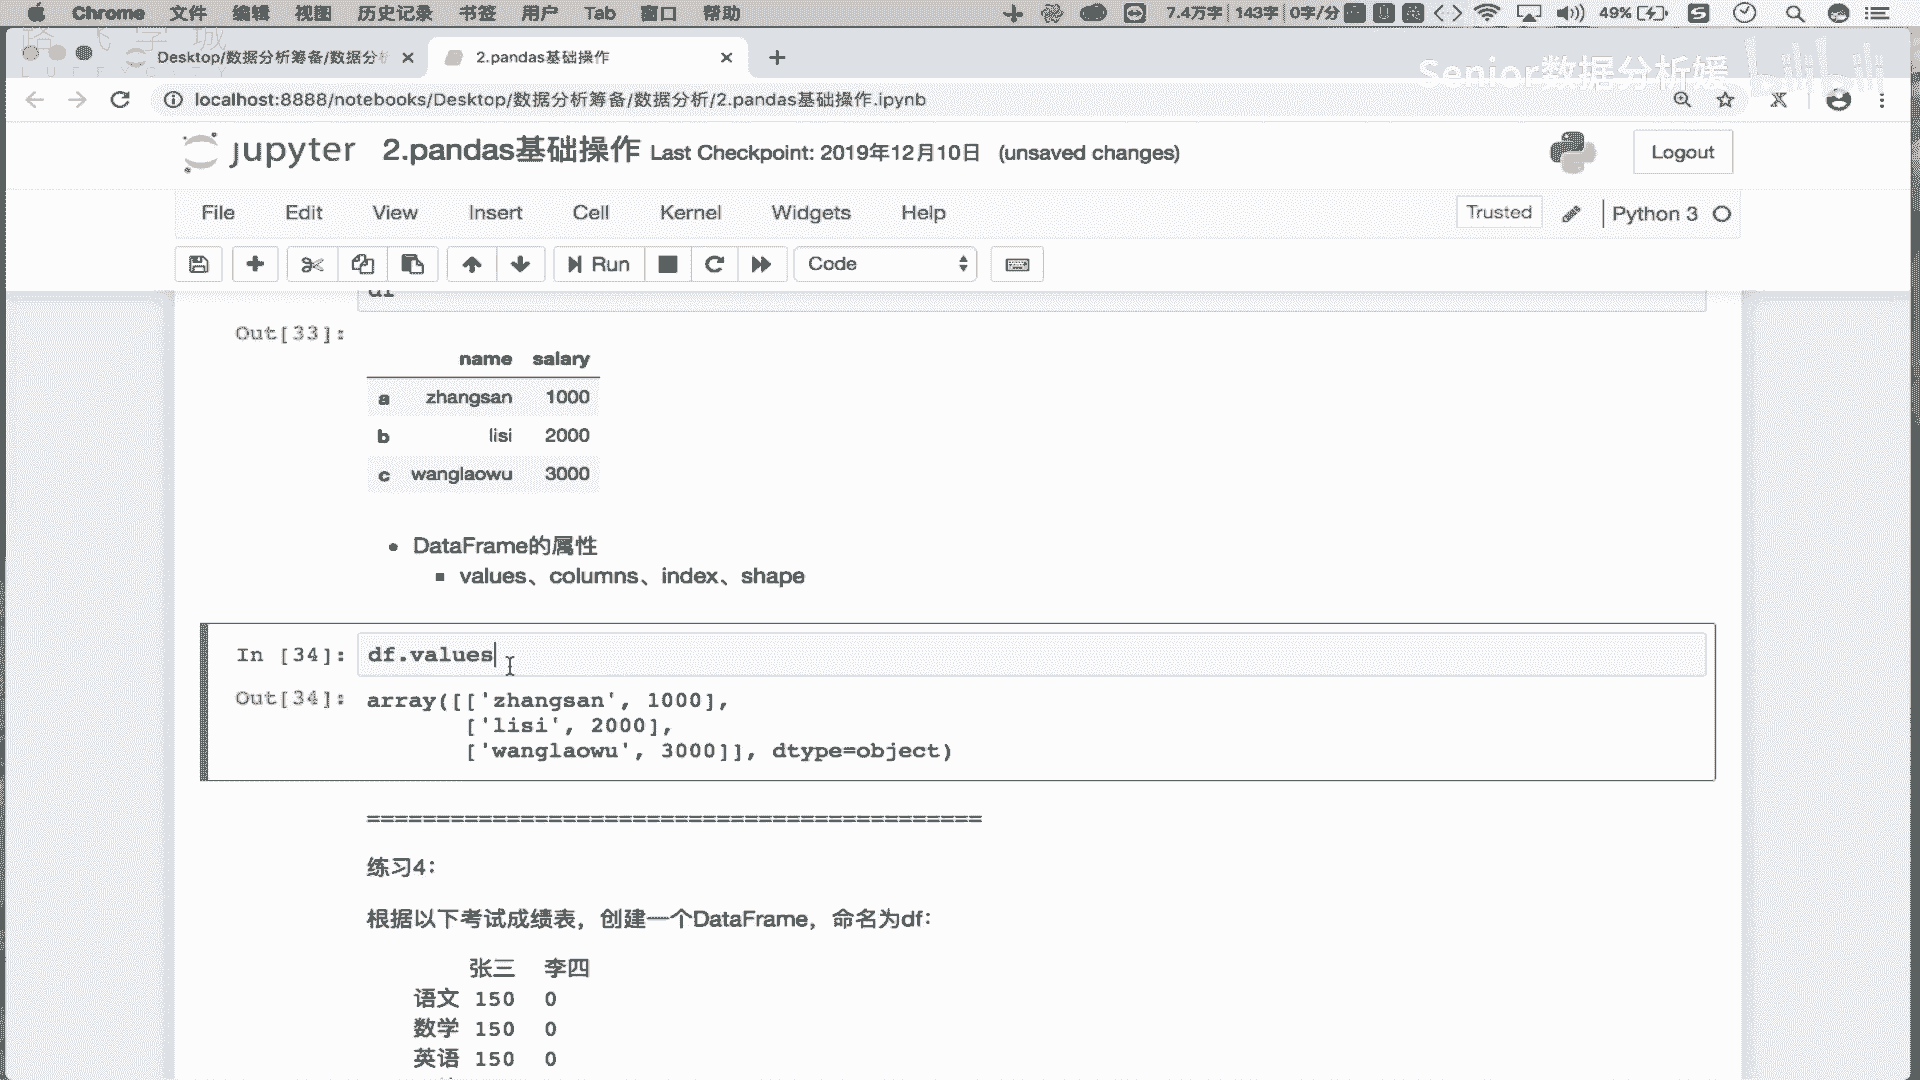 Chrome 文件 编辑 视图 历史记录 书签 用户 Tab 窗口 帮助 7.4万字 143字 0字/分 49%
Desktop/数据分析筹备/数据分析
2.pandas基础操作
Senior数据分析媛
localhost:8888/notebooks/Desktop/数据分析筹备/数据分析/2.pandas基础操作.ipynb
jupyter 2.pandas基础操作 Last Checkpoint: 2019年12月10日 (unsaved changes)
Logout
File Edit View Insert Cell Kernel Widgets Help
Trusted Python 3
Run Code
df
Out[33]:
name salary
a zhangsan 1000
b lisi 2000
c wanglaowu 3000
DataFrame的属性
values、columns、index、shape
In [34]: df.values
Out[34]: array([['zhangsan', 1000],
['lisi', 2000],
['wanglaowu', 3000]], dtype=object)
============================================
练习4:
根据以下考试成绩表，创建一个DataFrame，命名为df：
张三 李四
语文 150 0
数学 150 0
英语 150 0